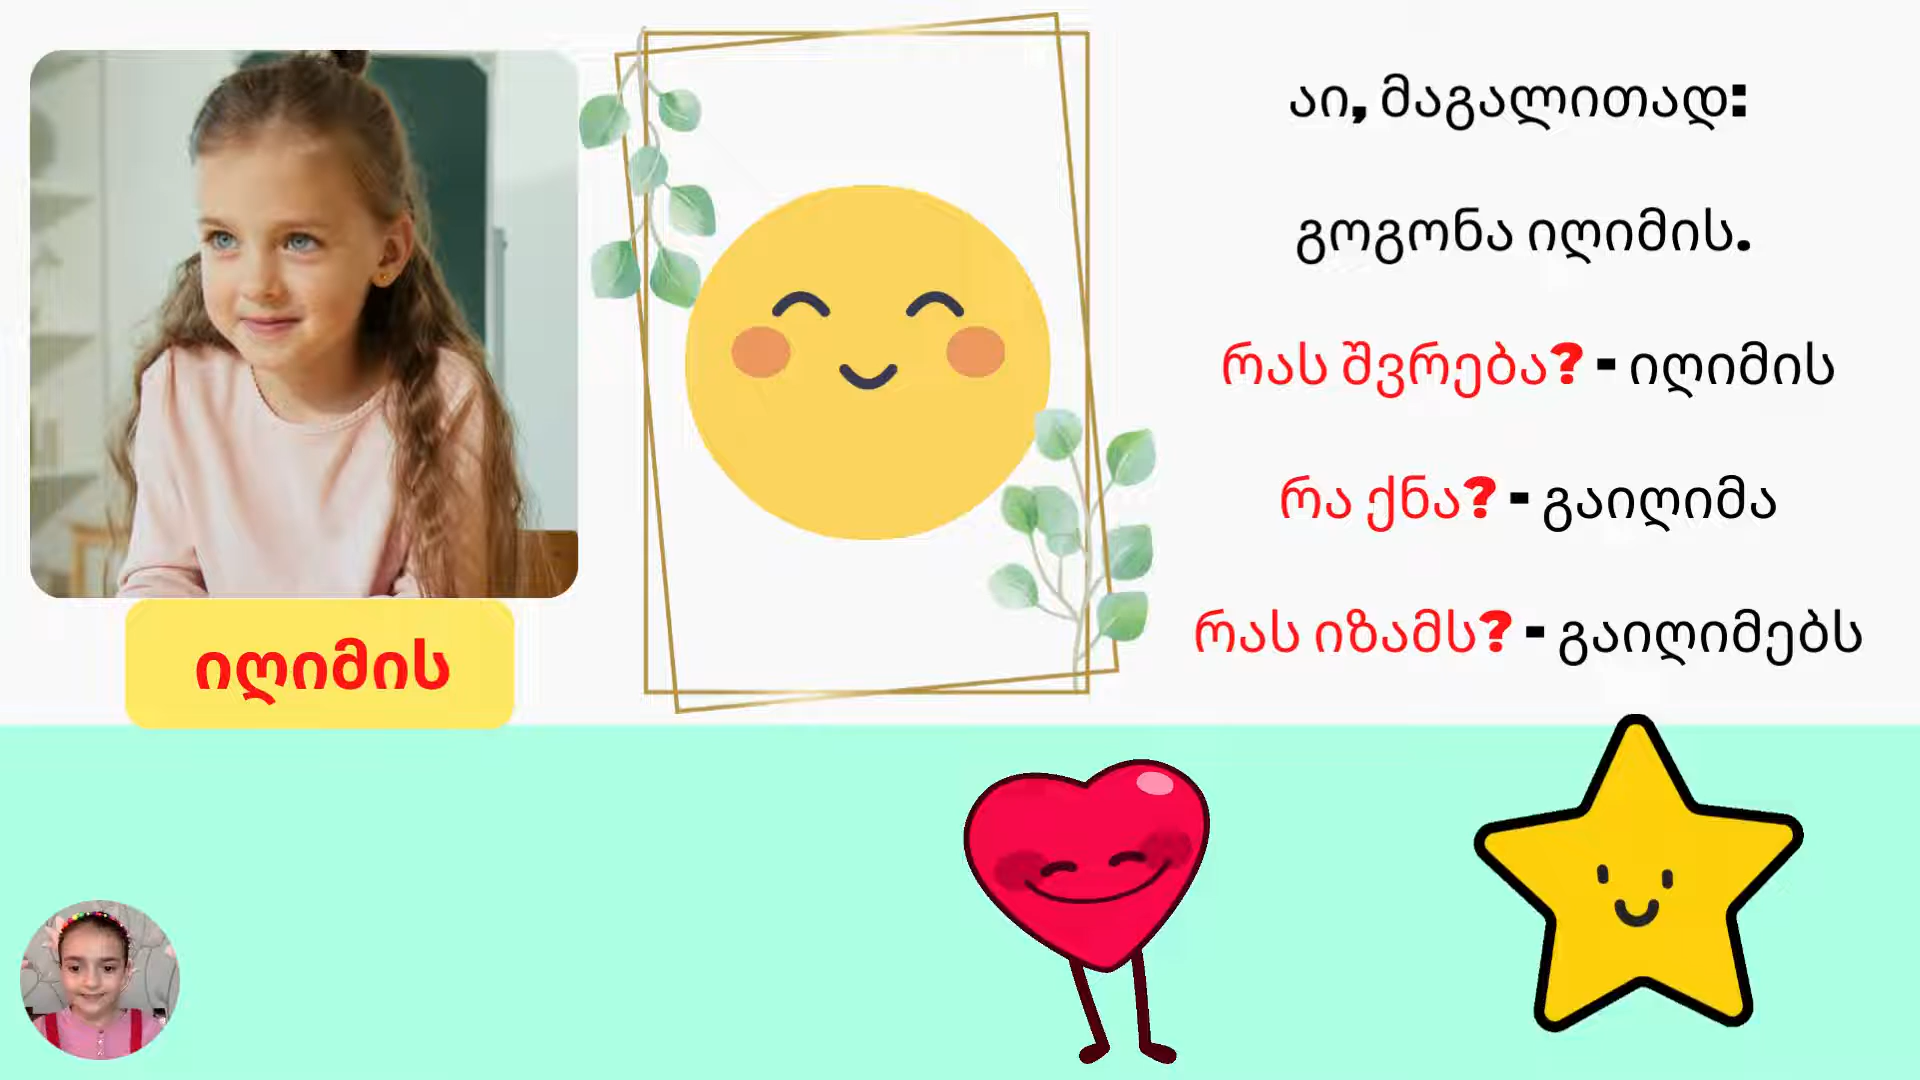 აი, მაგალითად:
გოგონა იღიმის.
რას შვრება? - იღიმის
რა ქნა? - გაიღიმა
რას იზამს? - გაიღიმებს
იღიმის